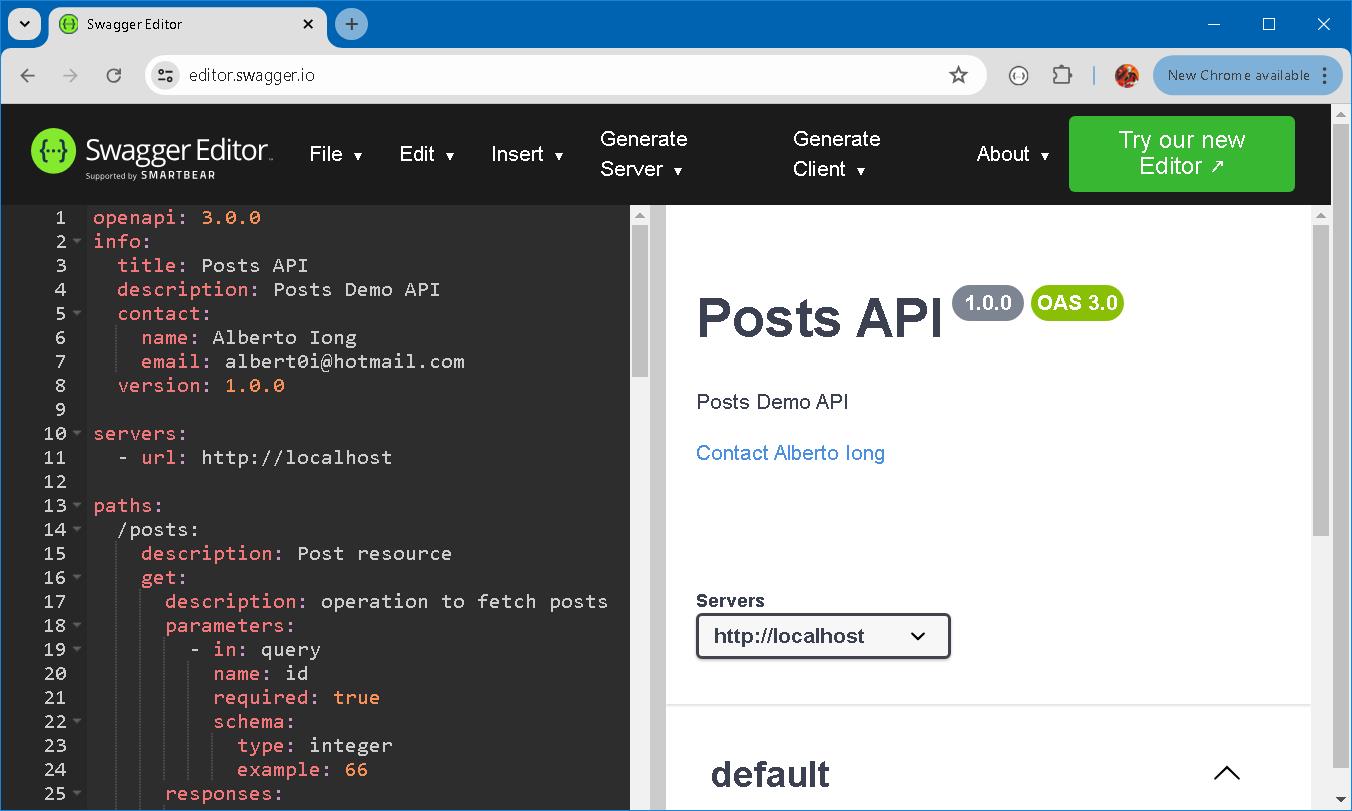 Swagger Editor
editor.swagger.io
New Chrome available
Swagger Editor
Supported by SMARTBEAR
File
Edit
Insert
Generate Server
Generate Client
About
Try our new
Editor ↗
1 openapi: 3.0.0
2 info:
3   title: Posts API
4   description: Posts Demo API
5   contact:
6     name: Alberto Iong
7     email: albert0i@hotmail.com
8   version: 1.0.0
9
10 servers:
11   - url: http://localhost
12
13 paths:
14   /posts:
15     description: Post resource
16     get:
17       description: operation to fetch posts
18       parameters:
19         - in: query
20           name: id
21           required: true
22           schema:
23             type: integer
24             example: 66
25       responses:
Posts API 1.0.0 OAS 3.0
Posts Demo API
Contact Alberto Iong
Servers
http://localhost
default